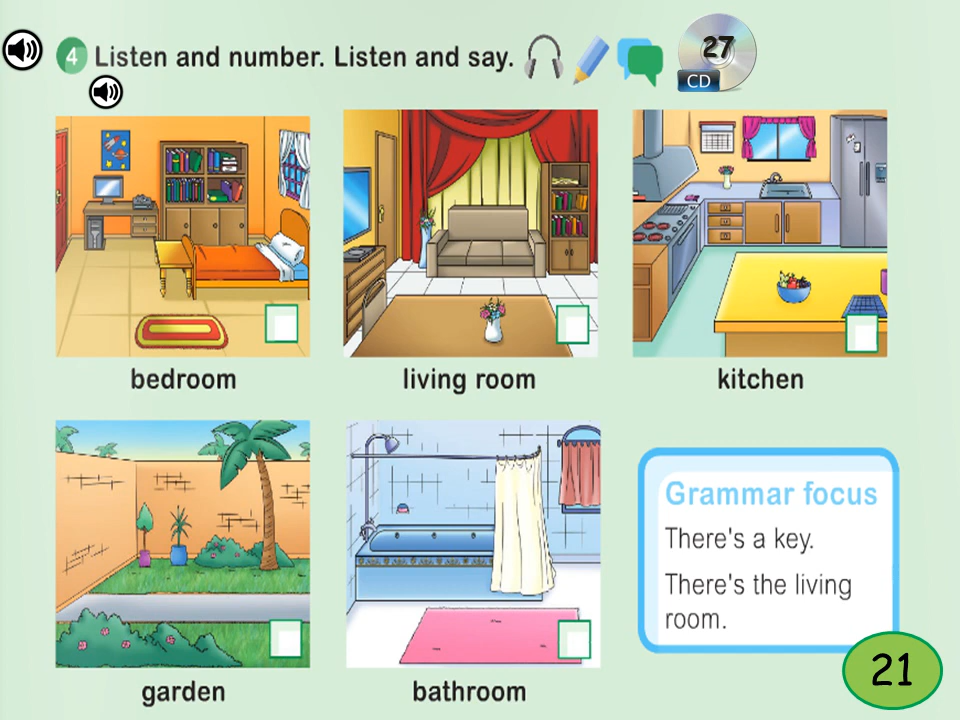 4 Listen and number. Listen and say.
27
CD
bedroom
living room
kitchen
garden
bathroom
Grammar focus
There's a key.
There's the living
room.
21